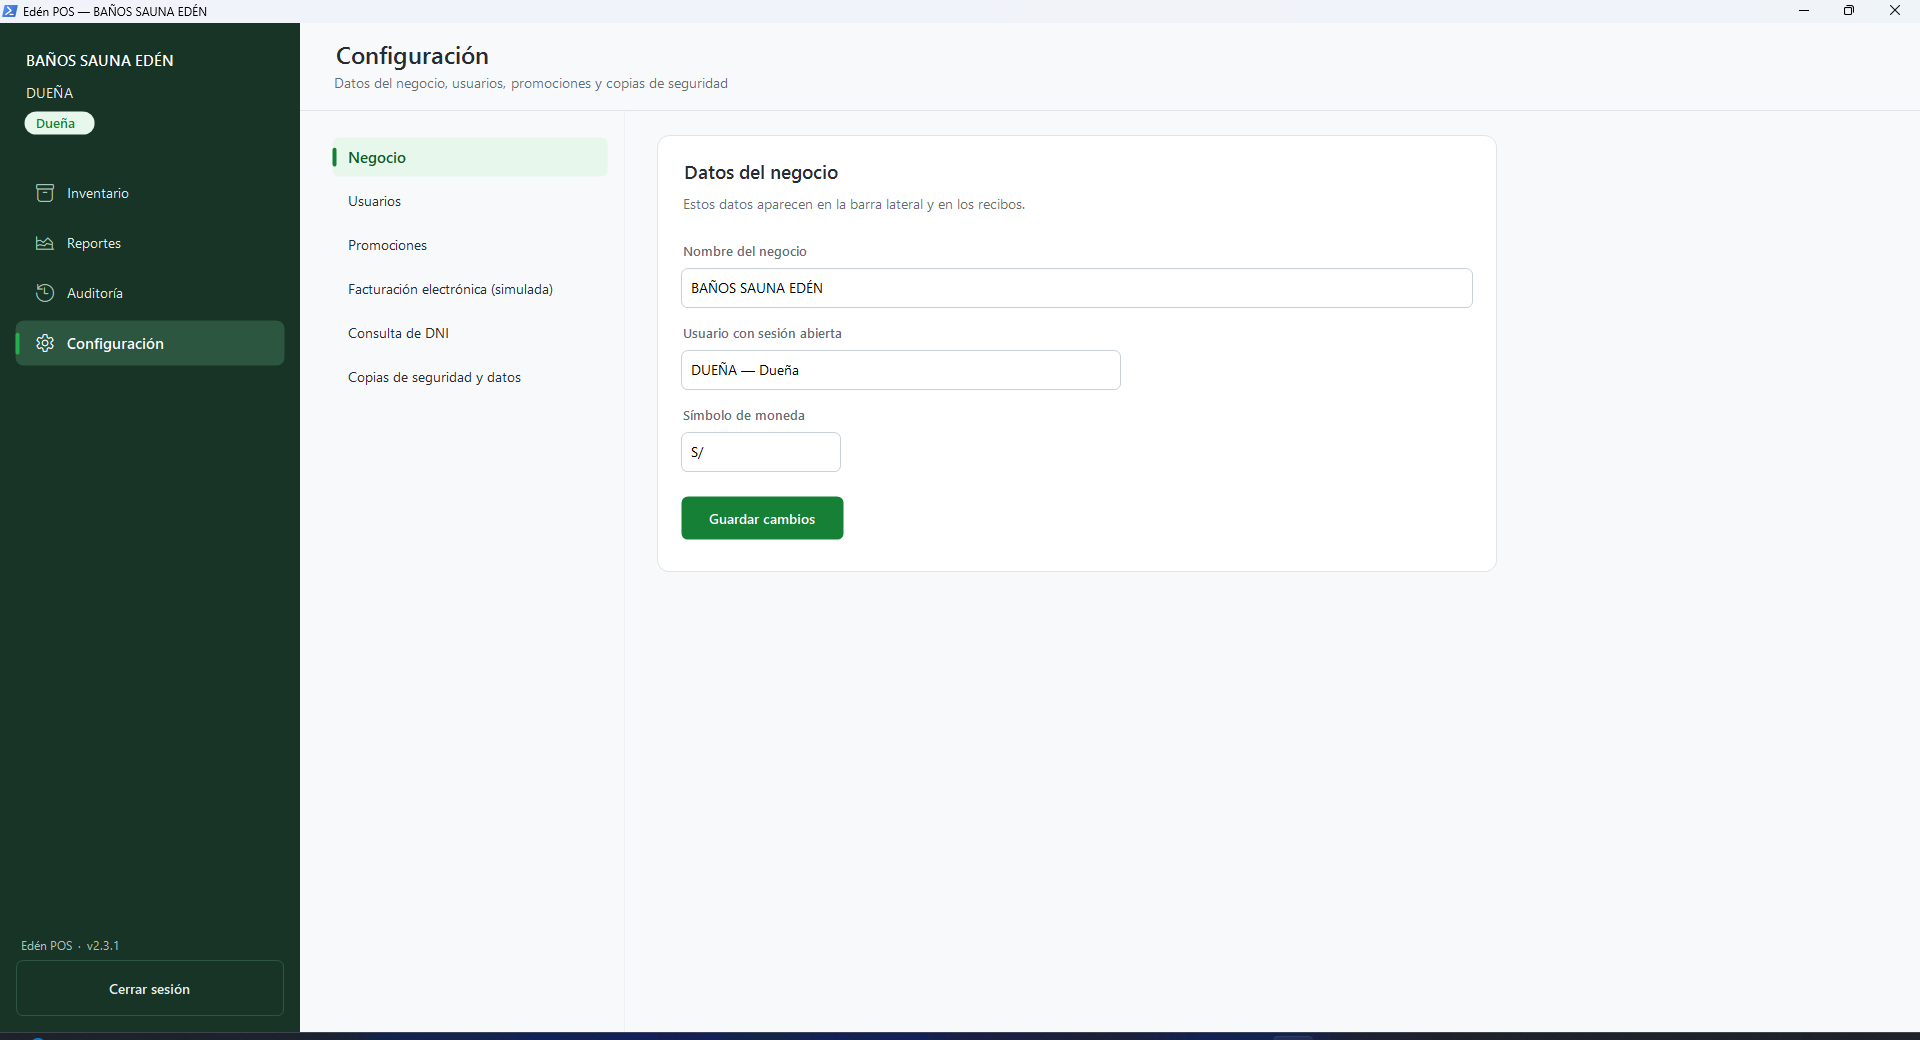 Edén POS — BAÑOS SAUNA EDÉN
BAÑOS SAUNA EDÉN
DUEÑA
Dueña
Inventario
Reportes
Auditoría
Configuración
Edén POS · v2.3.1
Cerrar sesión
Configuración
Datos del negocio, usuarios, promociones y copias de seguridad
Negocio
Usuarios
Promociones
Facturación electrónica (simulada)
Consulta de DNI
Copias de seguridad y datos
Datos del negocio
Estos datos aparecen en la barra lateral y en los recibos.
Nombre del negocio
BAÑOS SAUNA EDÉN
Usuario con sesión abierta
DUEÑA — Dueña
Símbolo de moneda
S/
Guardar cambios